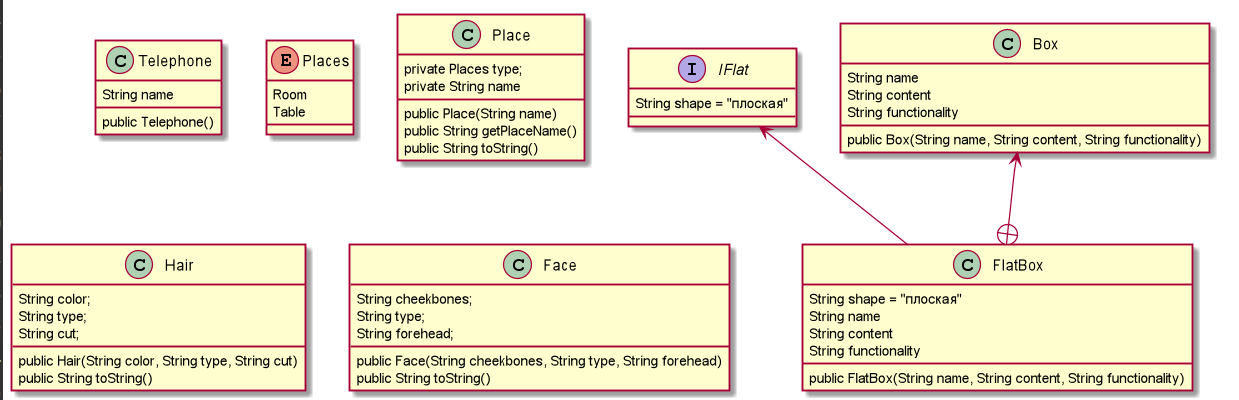 C Telephone
String name
public Telephone()
E Places
Room
Table
C Place
private Places type;
private String name
public Place(String name)
public String getPlaceName()
public String toString()
I IFlat
String shape = "плоская"
C Box
String name
String content
String functionality
public Box(String name, String content, String functionality)
C Hair
String color;
String type;
String cut;
public Hair(String color, String type, String cut)
public String toString()
C Face
String cheekbones;
String type;
String forehead;
public Face(String cheekbones, String type, String forehead)
public String toString()
C FlatBox
String shape = "плоская"
String name
String content
String functionality
public FlatBox(String name, String content, String functionality)